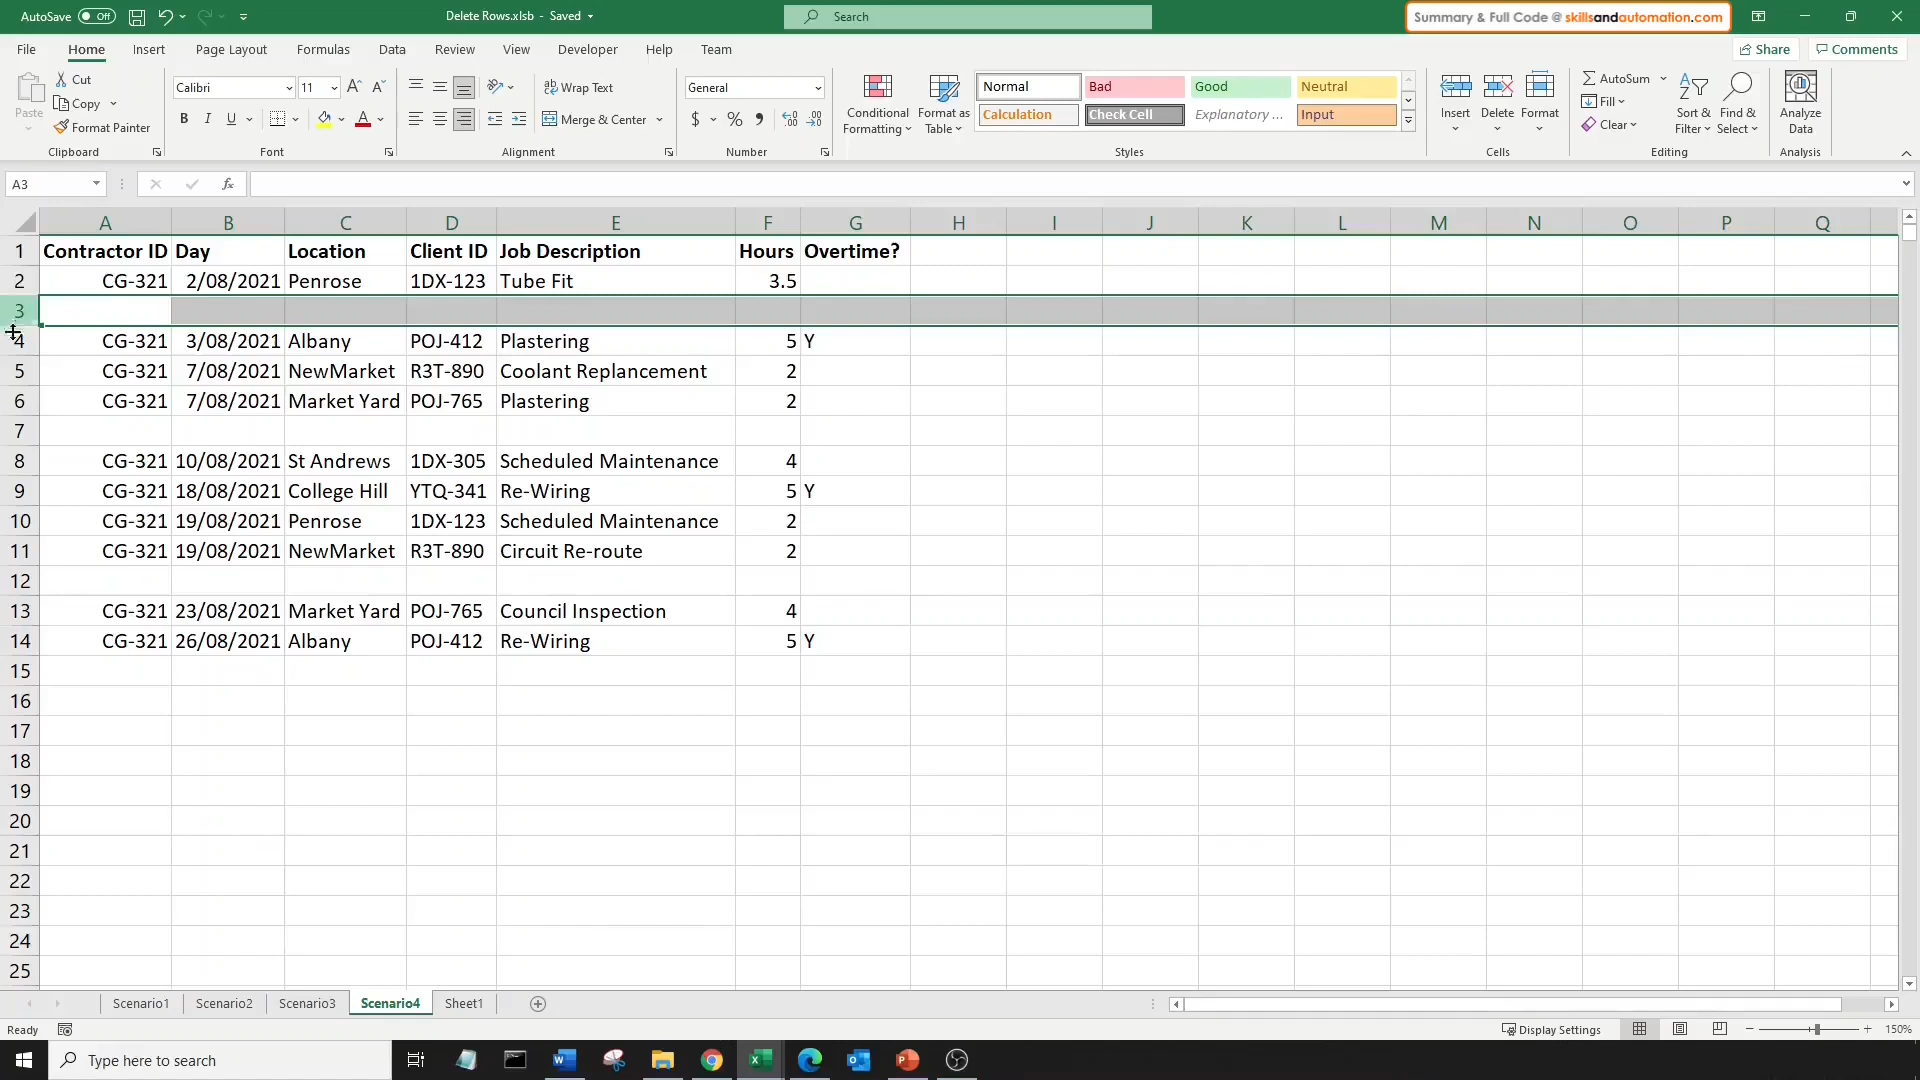 AutoSave Off Delete Rows.xlsb - Saved Search Summary & Full Code @ skillsandautomation.com
File Home Insert Page Layout Formulas Data Review View Developer Help Team Share Comments
Paste Cut Copy Format Painter Clipboard
Calibri 11 B I U A Font
Wrap Text Merge & Center Alignment
General $ % Number
Conditional Formatting Format as Table
Normal Bad Good Neutral
Calculation Check Cell Explanatory ... Input
Styles
Insert Delete Format Cells
AutoSum Fill Clear Sort & Filter Find & Select Editing
Analyze Data Analysis
A3 fx
A B C D E F G H I J K L M N O P Q
1 Contractor ID Day Location Client ID Job Description Hours Overtime?
2 CG-321 2/08/2021 Penrose 1DX-123 Tube Fit 3.5
3
4 CG-321 3/08/2021 Albany POJ-412 Plastering 5 Y
5 CG-321 7/08/2021 NewMarket R3T-890 Coolant Replancement 2
6 CG-321 7/08/2021 Market Yard POJ-765 Plastering 2
7
8 CG-321 10/08/2021 St Andrews 1DX-305 Scheduled Maintenance 4
9 CG-321 18/08/2021 College Hill YTQ-341 Re-Wiring 5 Y
10 CG-321 19/08/2021 Penrose 1DX-123 Scheduled Maintenance 2
11 CG-321 19/08/2021 NewMarket R3T-890 Circuit Re-route 2
12
13 CG-321 23/08/2021 Market Yard POJ-765 Council Inspection 4
14 CG-321 26/08/2021 Albany POJ-412 Re-Wiring 5 Y
15
16
17
18
19
20
21
22
23
24
25
Scenario1 Scenario2 Scenario3 Scenario4 Sheet1
Ready Display Settings 150%
Type here to search